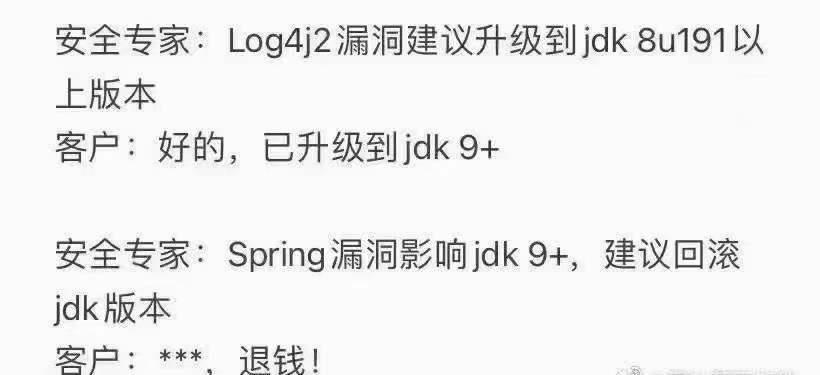 安全专家：Log4j2漏洞建议升级到jdk 8u191以
上版本
客户：好的，已升级到jdk 9+
安全专家：Spring漏洞影响jdk 9+，建议回滚
jdk版本
客户：***，退钱！